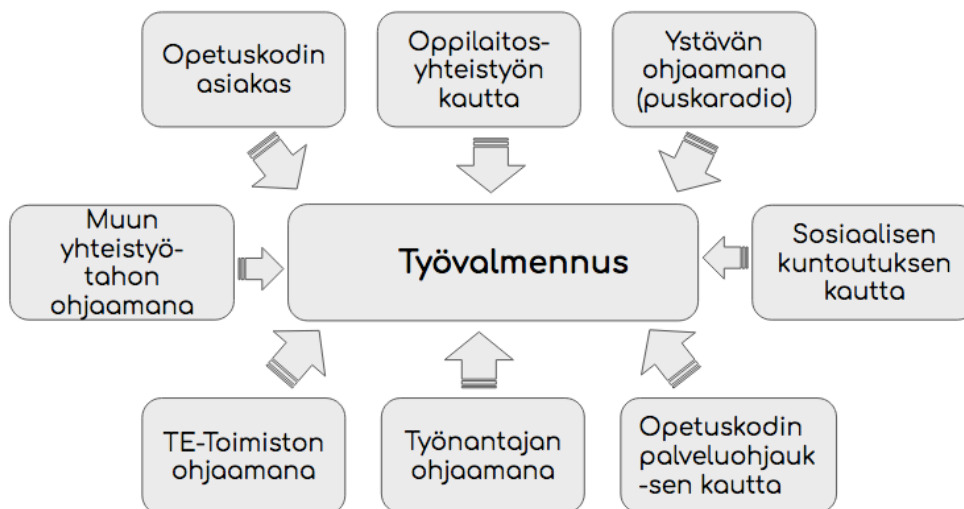 Opetuskodin
asiakas
Oppilaitos-
yhteistyön
kautta
Ystävän
ohjaamana
(puskaradio)
Muun
yhteistyö-
tahon
ohjaamana
Työvalmennus
Sosiaalisen
kuntoutuksen
kautta
TE-Toimiston
ohjaamana
Työnantajan
ohjaamana
Opetuskodin
palveluohjauk
-sen kautta